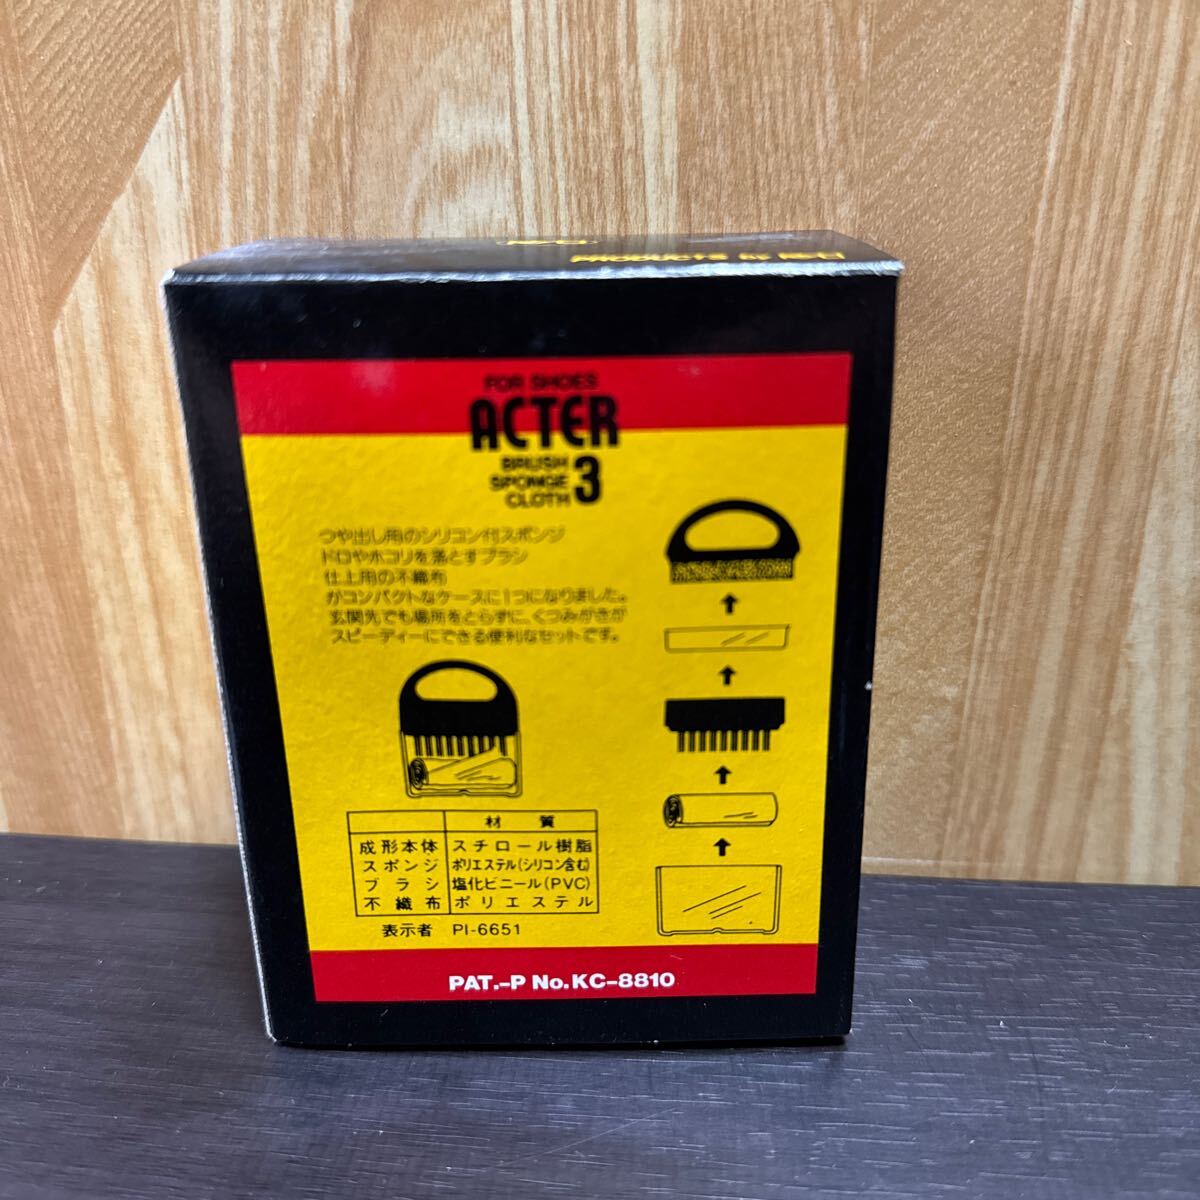 PRODUCTS by
FOR SHOES
ACTER
BRUSH
SPONGE
CLOTH
3
つや出し用のシリコン付スポンジ
ドロやホコリを落とすブラシ
仕上用の不織布
がコンパクトなケースに1つになりました。
玄関先でも場所をとらずに、くつみがきが
スピーディーにできる便利なセットです。
材 質
成形本体 スチロール樹脂
スポンジ ポリエステル(シリコン含む)
ブラシ 塩化ビニール(PVC)
不織布 ポリエステル
表示者 PI-6651
PAT.-P No.KC-8810